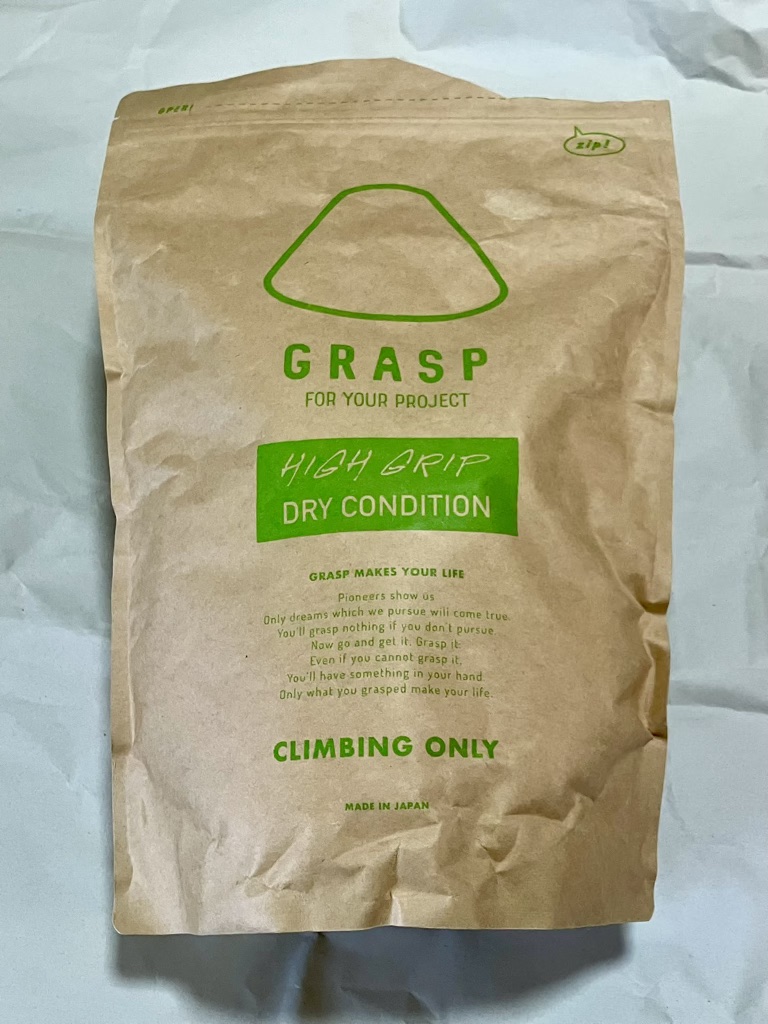 OPEN!
zip!
GRASP
FOR YOUR PROJECT
HIGH GRIP
DRY CONDITION
GRASP MAKES YOUR LIFE
Pioneers show us
Only dreams which we pursue will come true.
You'll grasp nothing if you don't pursue.
Now go and get it. Grasp it.
Even if you cannot grasp it,
You'll have something in your hand.
Only what you grasped make your life.
CLIMBING ONLY
MADE IN JAPAN